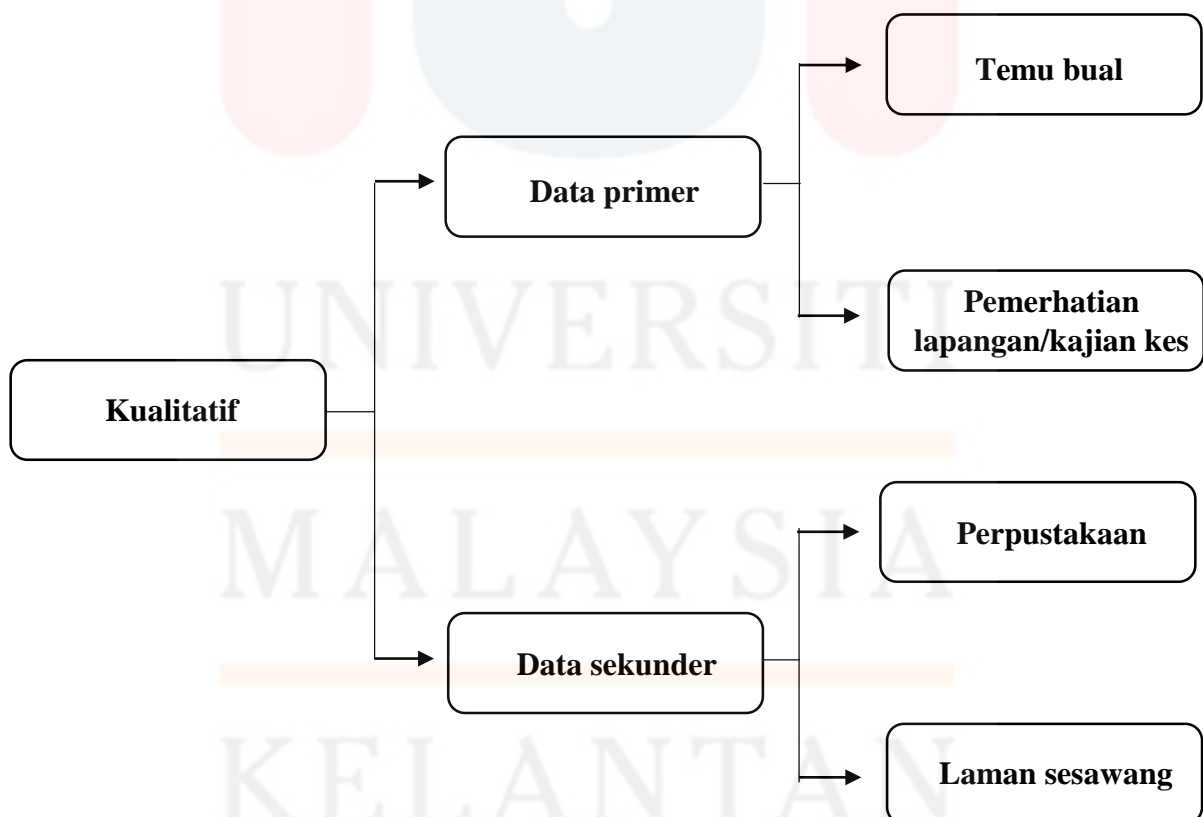 Temu bual
Data primer
Pemerhatian
lapangan/kajian kes
UNIVERSITI
Kualitatif
MALAYSIA
Perpustakaan
Data sekunder
KELANTAN
Laman sesawang